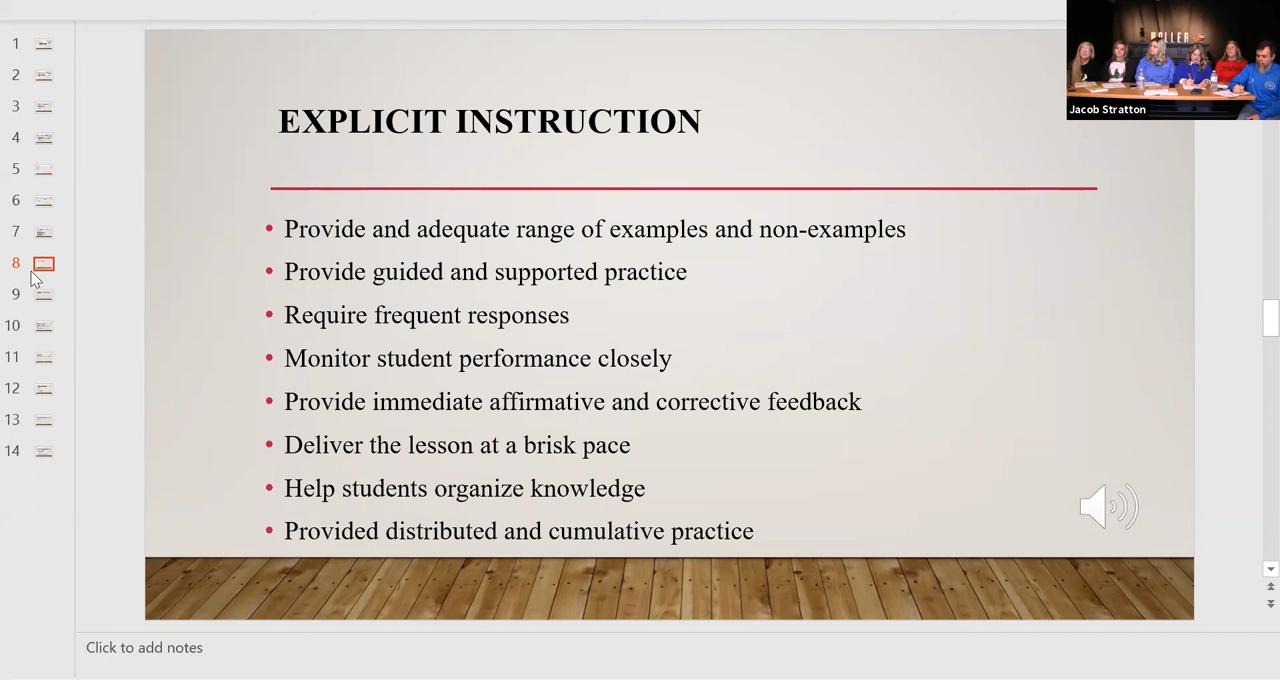 1
2
3
4
5
6
7
8
9
10
11
12
13
14
EXPLICIT INSTRUCTION
• Provide and adequate range of examples and non-examples
• Provide guided and supported practice
• Require frequent responses
• Monitor student performance closely
• Provide immediate affirmative and corrective feedback
• Deliver the lesson at a brisk pace
• Help students organize knowledge
• Provided distributed and cumulative practice
Click to add notes
HOLLER
Jacob Stratton